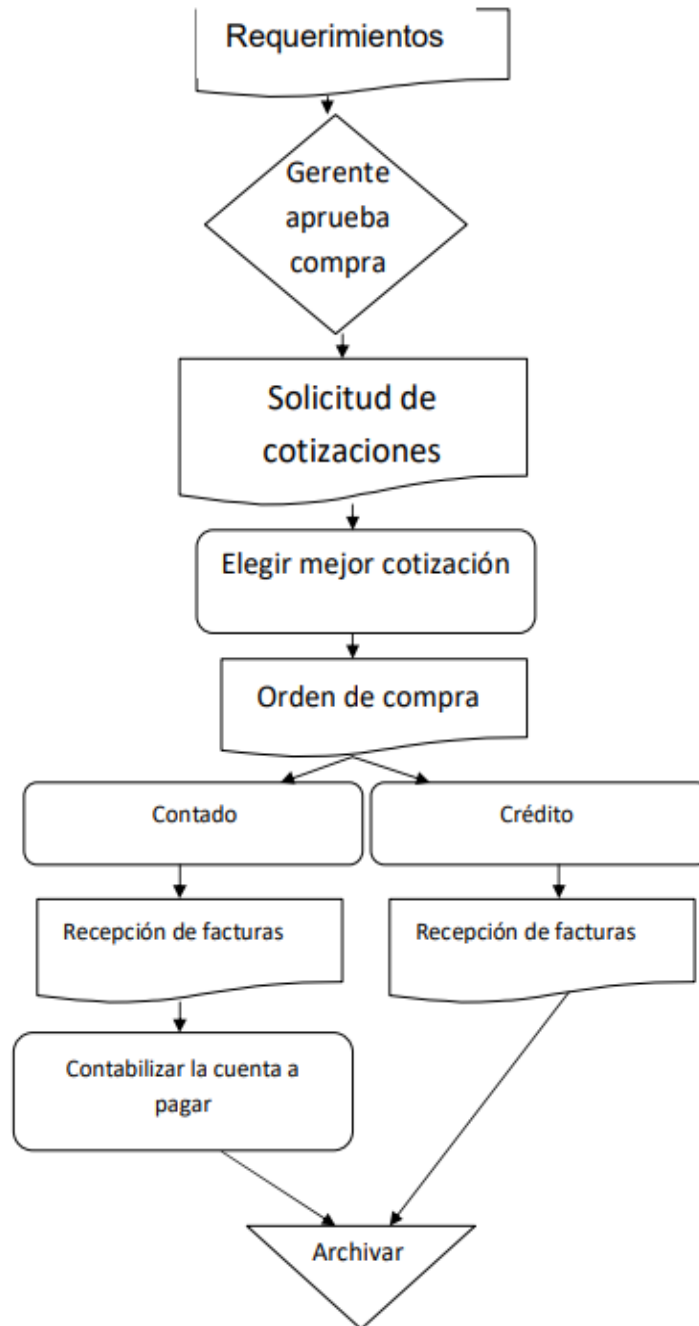 Requerimientos
Gerente
aprueba
compra
Solicitud de
cotizaciones
Elegir mejor cotización
Orden de compra
Contado
Crédito
Recepción de facturas
Recepción de facturas
Contabilizar la cuenta a
pagar
Archivar